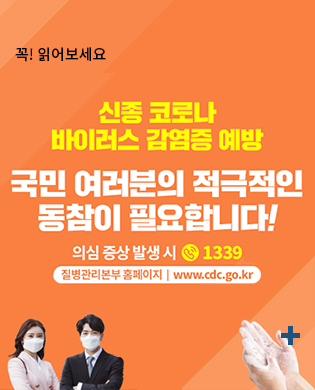 꼭! 읽어보세요
신종 코로나
바이러스 감염증 예방
국민 여러분의 적극적인
동참이 필요합니다!
의심 증상 발생 시 1339
질병관리본부 홈페이지 | www.cdc.go.kr